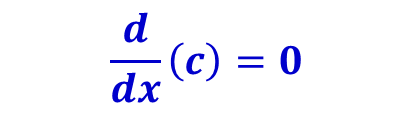 d/dx (c) = 0